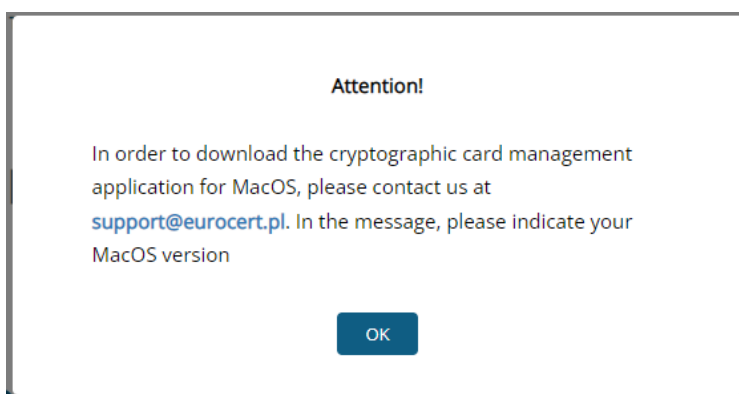 Attention!
In order to download the cryptographic card management
application for MacOS, please contact us at
support@eurocert.pl. In the message, please indicate your
MacOS version
OK